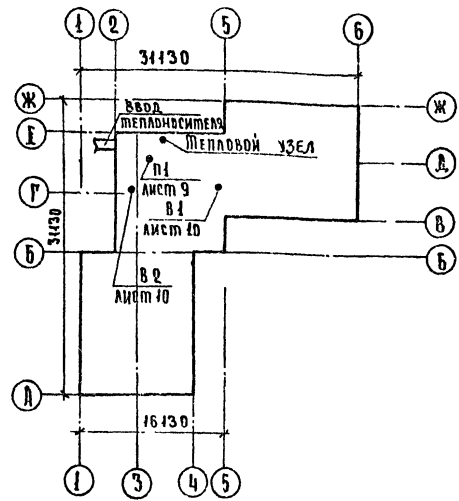 1 2 5 6
31130
Ж Ж
ВВОД
ТЕПЛОНОСИТЕЛЯ
Е
ТЕПЛОВОЙ УЗЕЛ
Д
П1
ЛИСТ 9
Г
В1
ЛИСТ 10
В
31130
Б Б
В2
ЛИСТ 10
А
16130
1 3 4 5